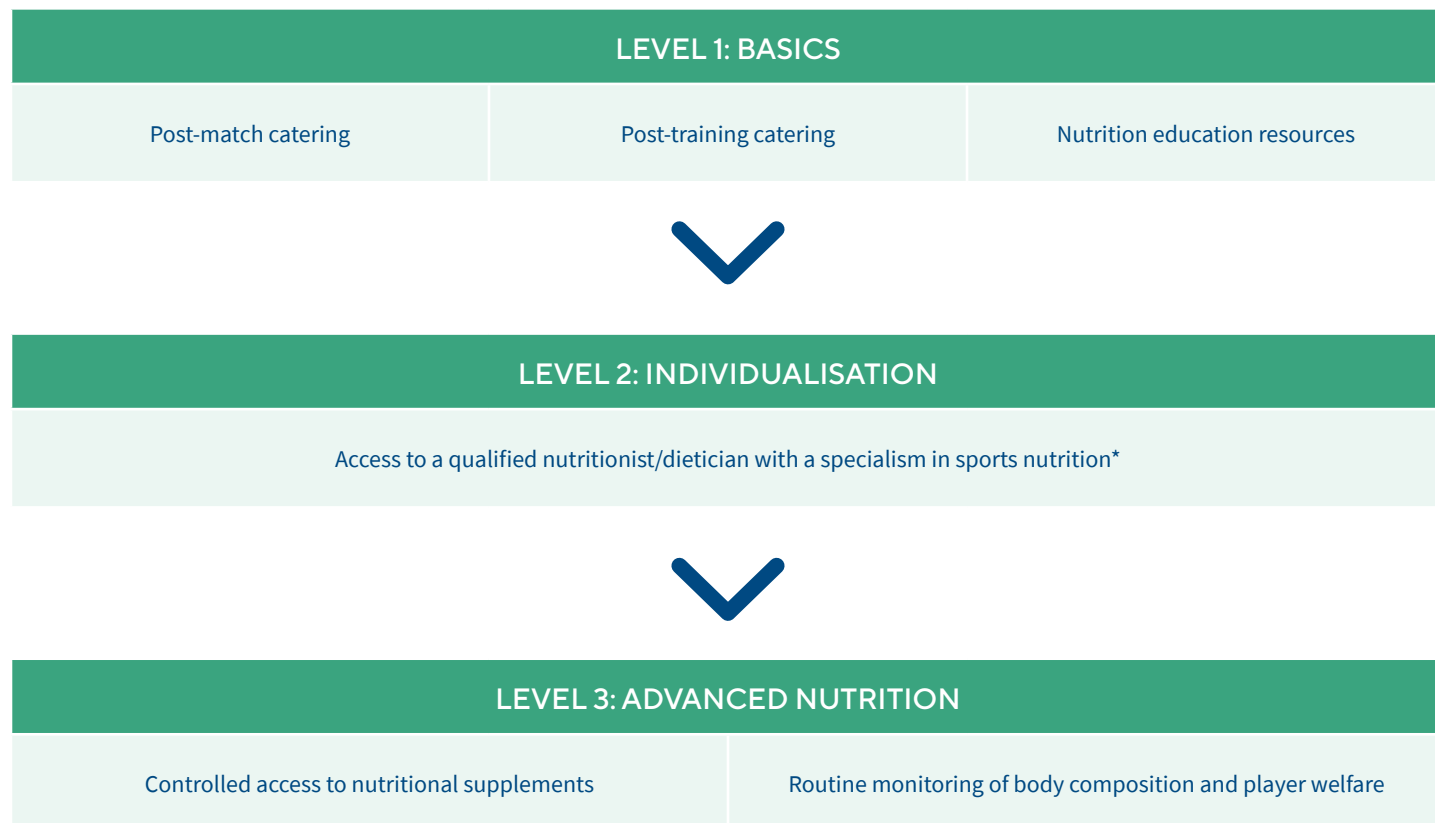 LEVEL 1: BASICS
Post-match catering
Post-training catering
Nutrition education resources
LEVEL 2: INDIVIDUALISATION
Access to a qualified nutritionist/dietician with a specialism in sports nutrition*
LEVEL 3: ADVANCED NUTRITION
Controlled access to nutritional supplements
Routine monitoring of body composition and player welfare